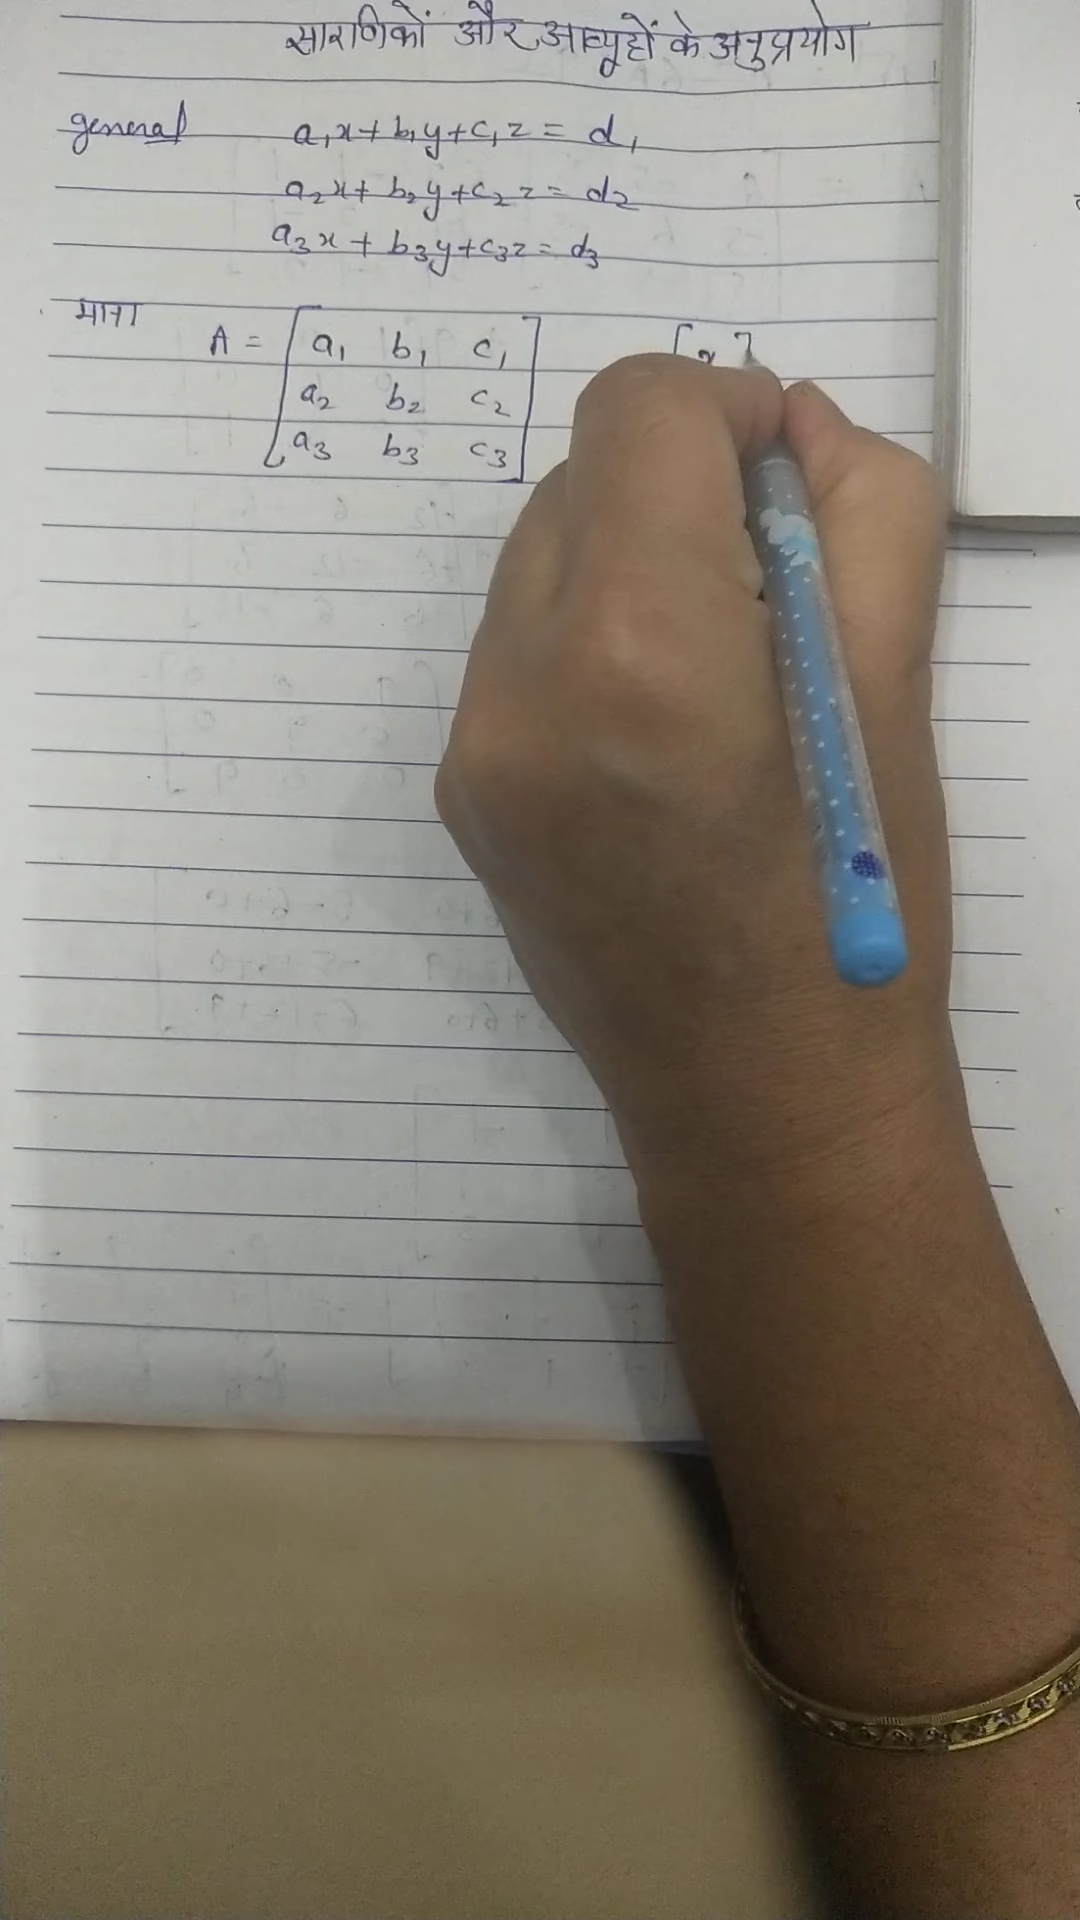 सारणिकों और आव्यूहों के अनुप्रयोग
general a₁x + b₁y + c₁z = d₁
a₂x + b₂y + c₂z = d₂
a₃x + b₃y + c₃z = d₃
माना A = [ a₁ b₁ c₁ [ x ]
a₂ b₂ c₂
a₃ b₃ c₃ ]